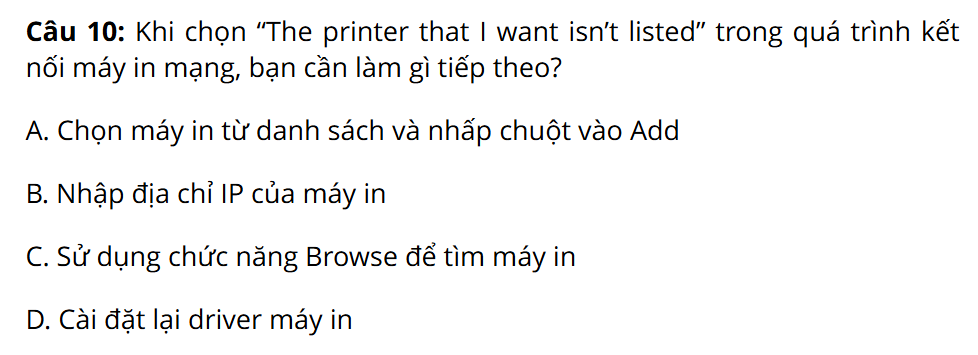 Câu 10: Khi chọn “The printer that I want isn’t listed” trong quá trình kết
nối máy in mạng, bạn cần làm gì tiếp theo?
A. Chọn máy in từ danh sách và nhấp chuột vào Add
B. Nhập địa chỉ IP của máy in
C. Sử dụng chức năng Browse để tìm máy in
D. Cài đặt lại driver máy in